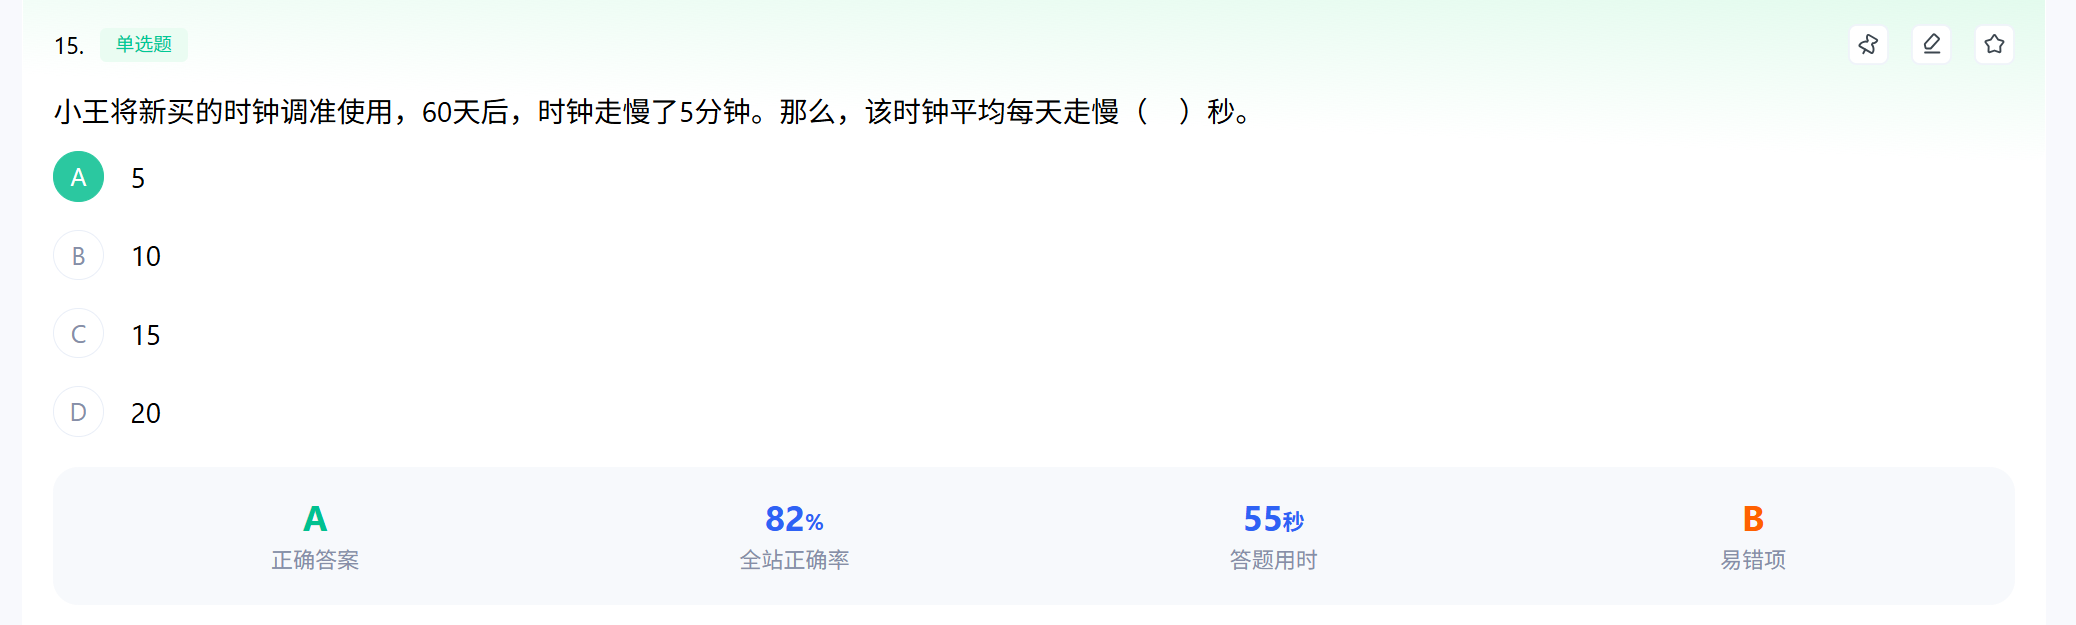 15. 单选题
小王将新买的时钟调准使用，60天后，时钟走慢了5分钟。那么，该时钟平均每天走慢（ ）秒。
A 5
B 10
C 15
D 20
A 82% 55秒 B
正确答案 全站正确率 答题用时 易错项